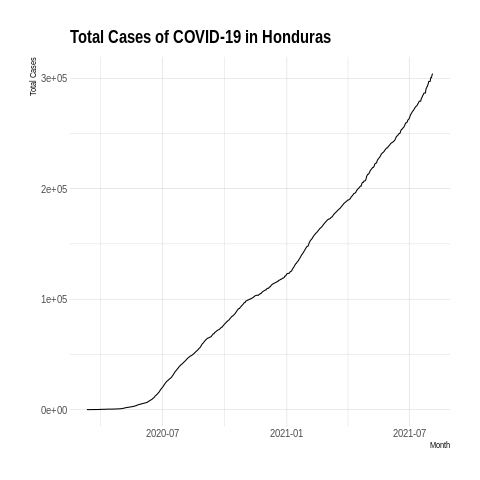 Total Cases of COVID-19 in Honduras
Total Cases
3e+05
2e+05
1e+05
0e+00
2020-07 2021-01 2021-07
Month